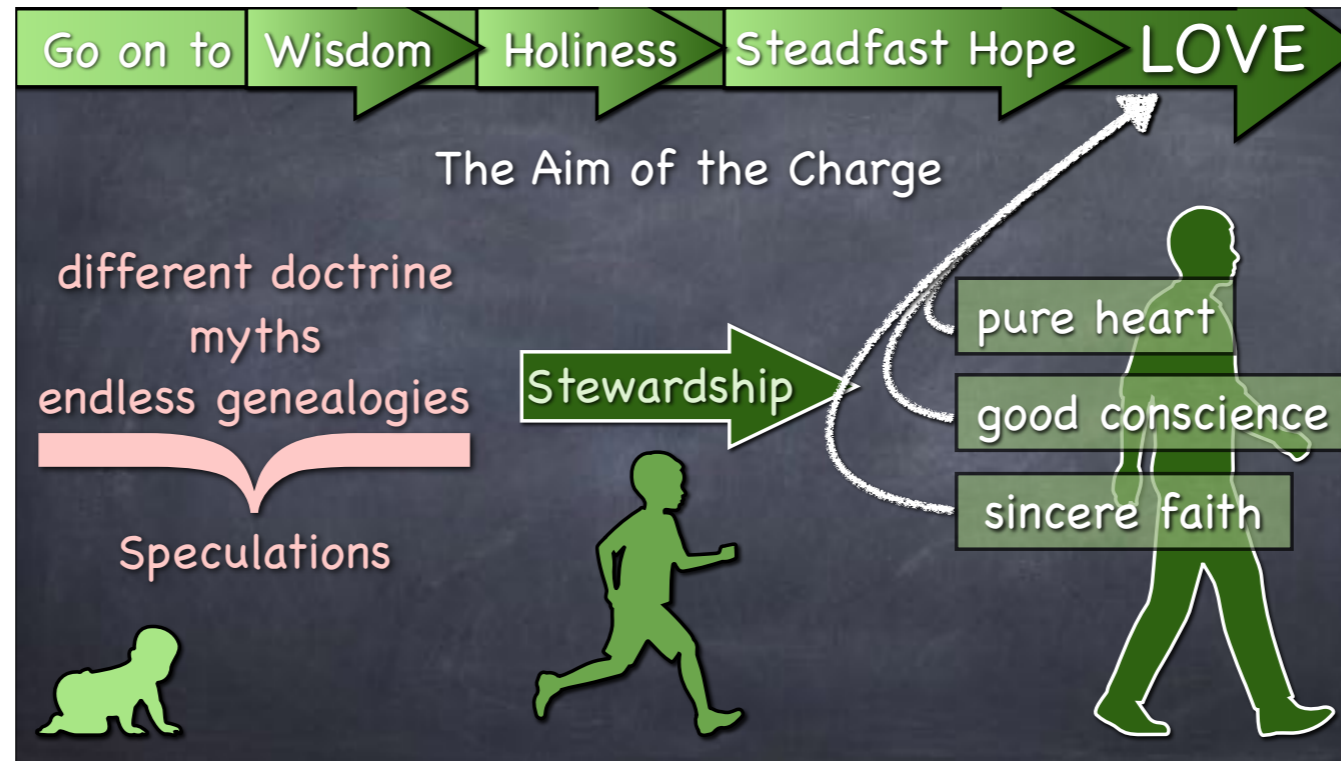 Go on to Wisdom Holiness Steadfast Hope LOVE
The Aim of the Charge
different doctrine
myths
endless genealogies
Speculations
Stewardship
pure heart
good conscience
sincere faith